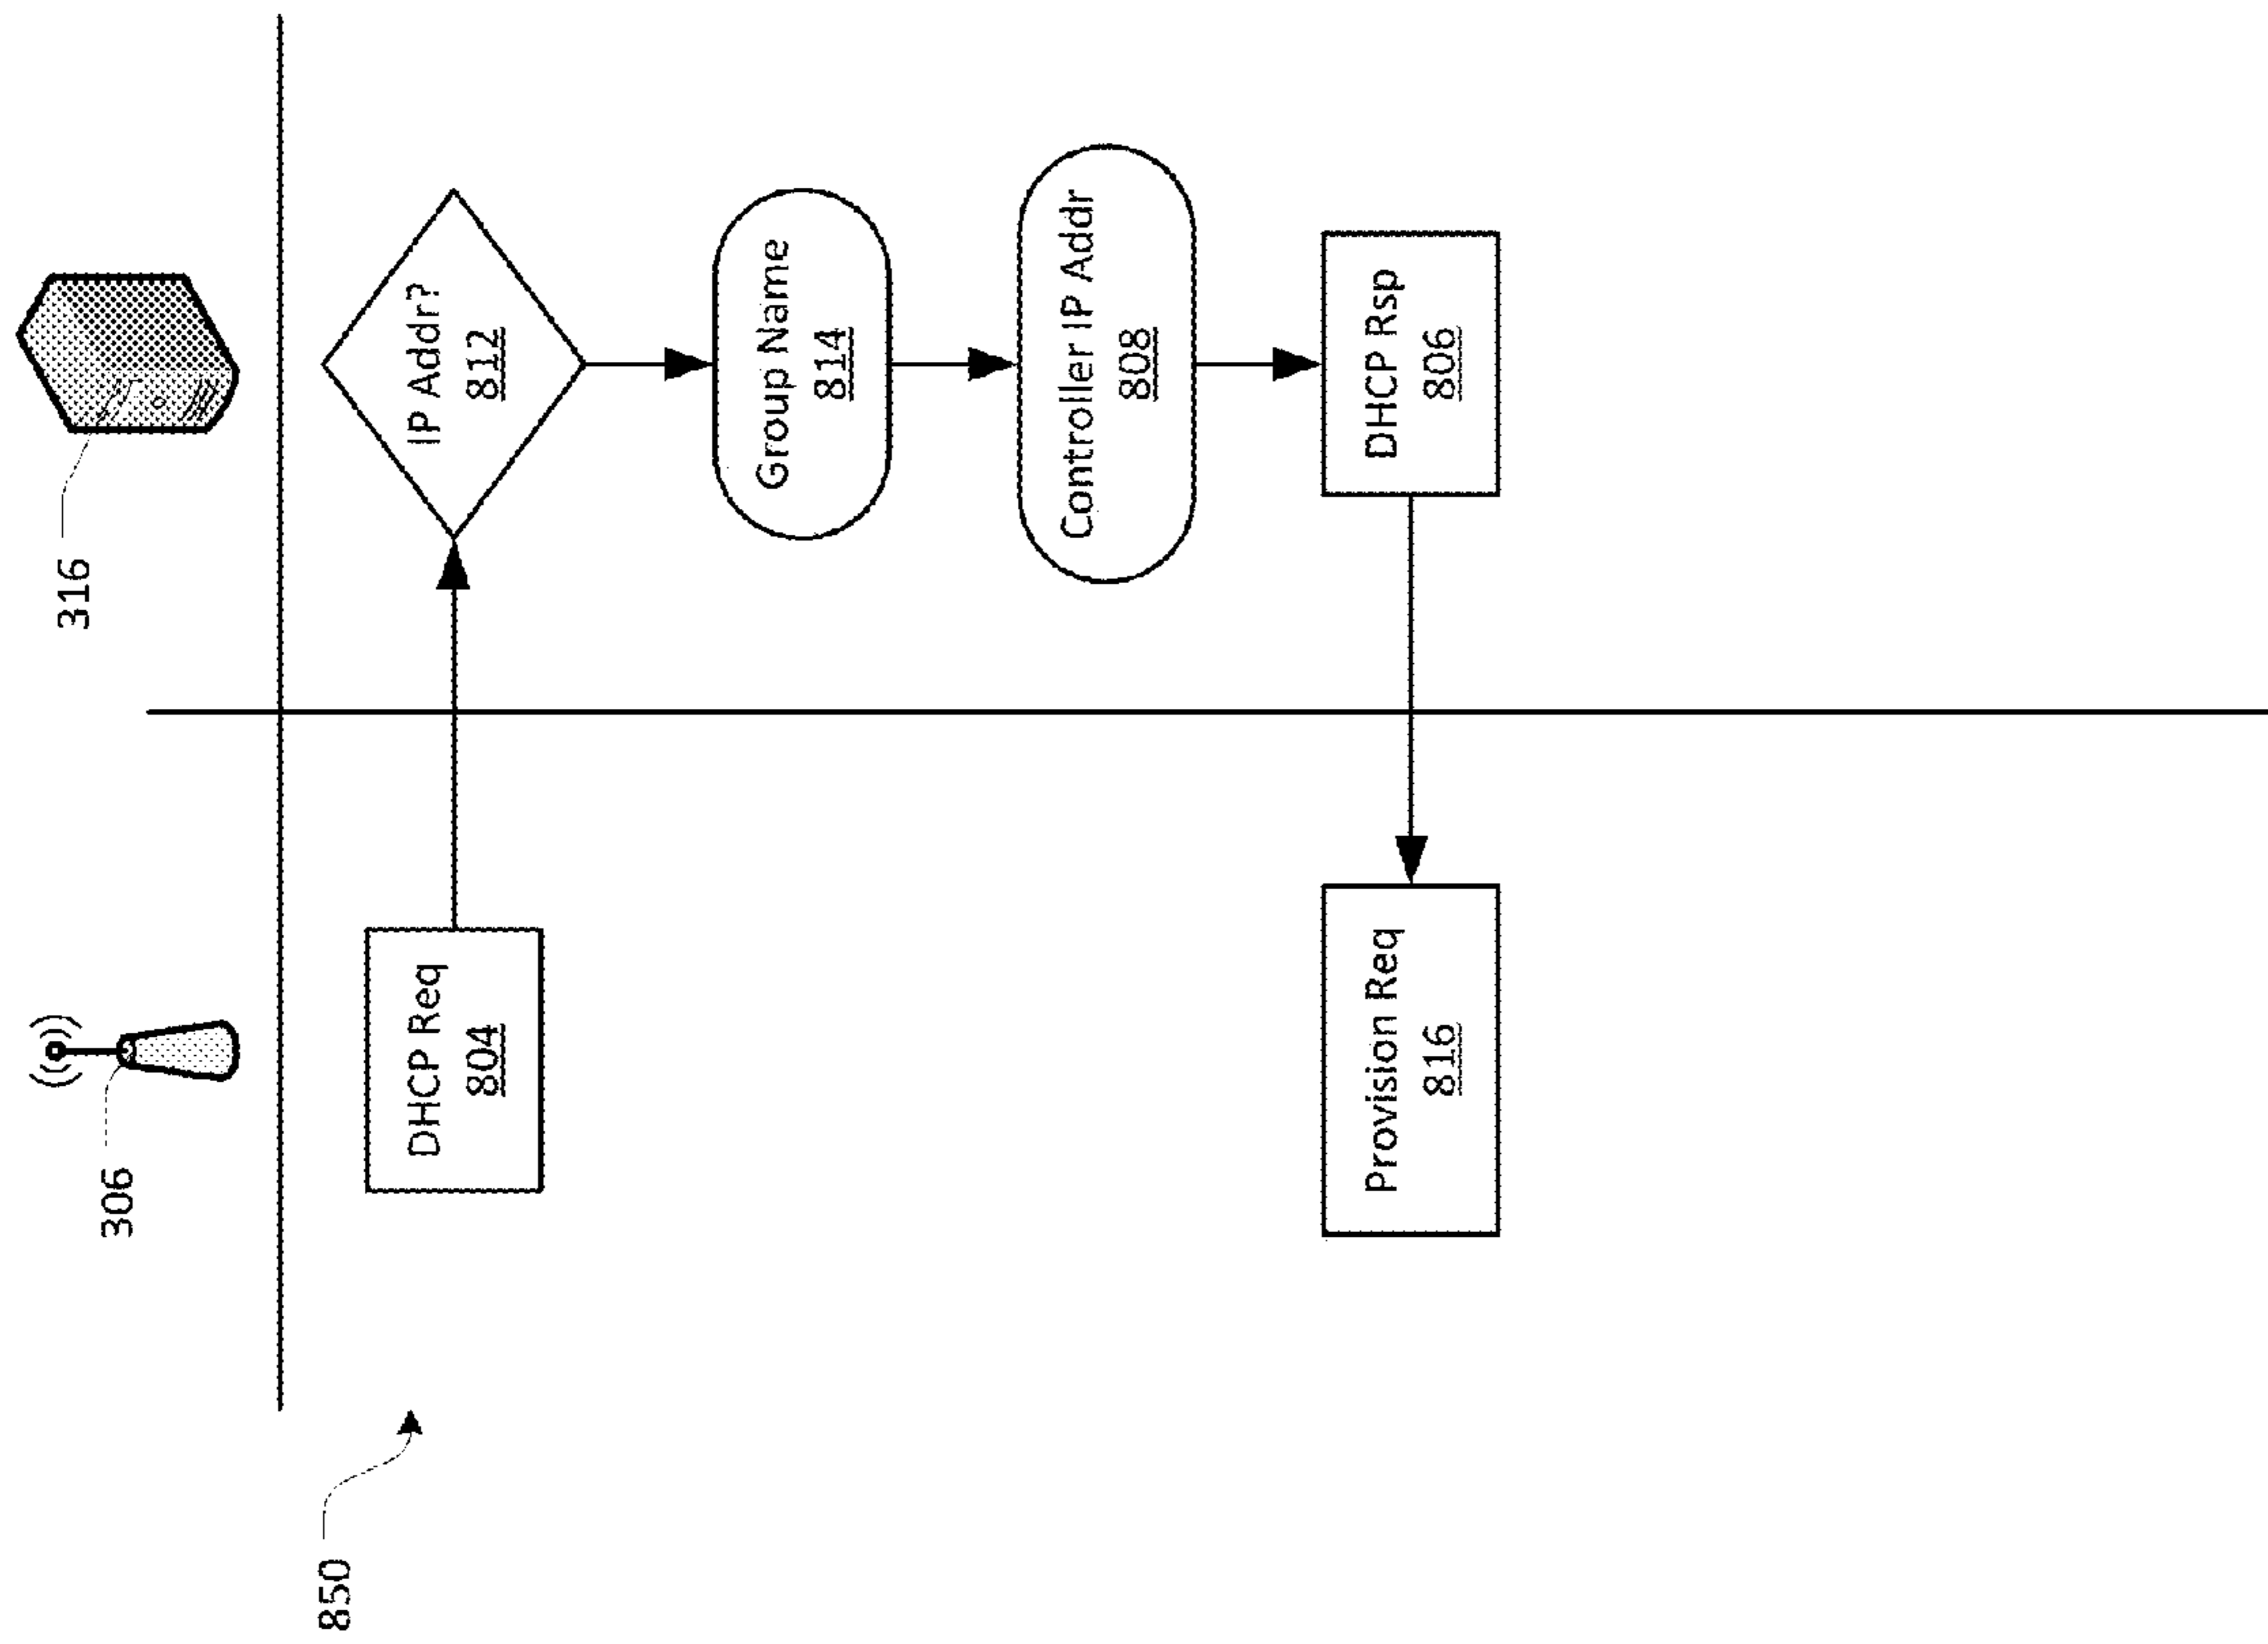 850
306
316
DHCP Req
804
IP Addr?
812
Group Name
814
Controller IP Addr
808
DHCP Rsp
806
Provision Req
816